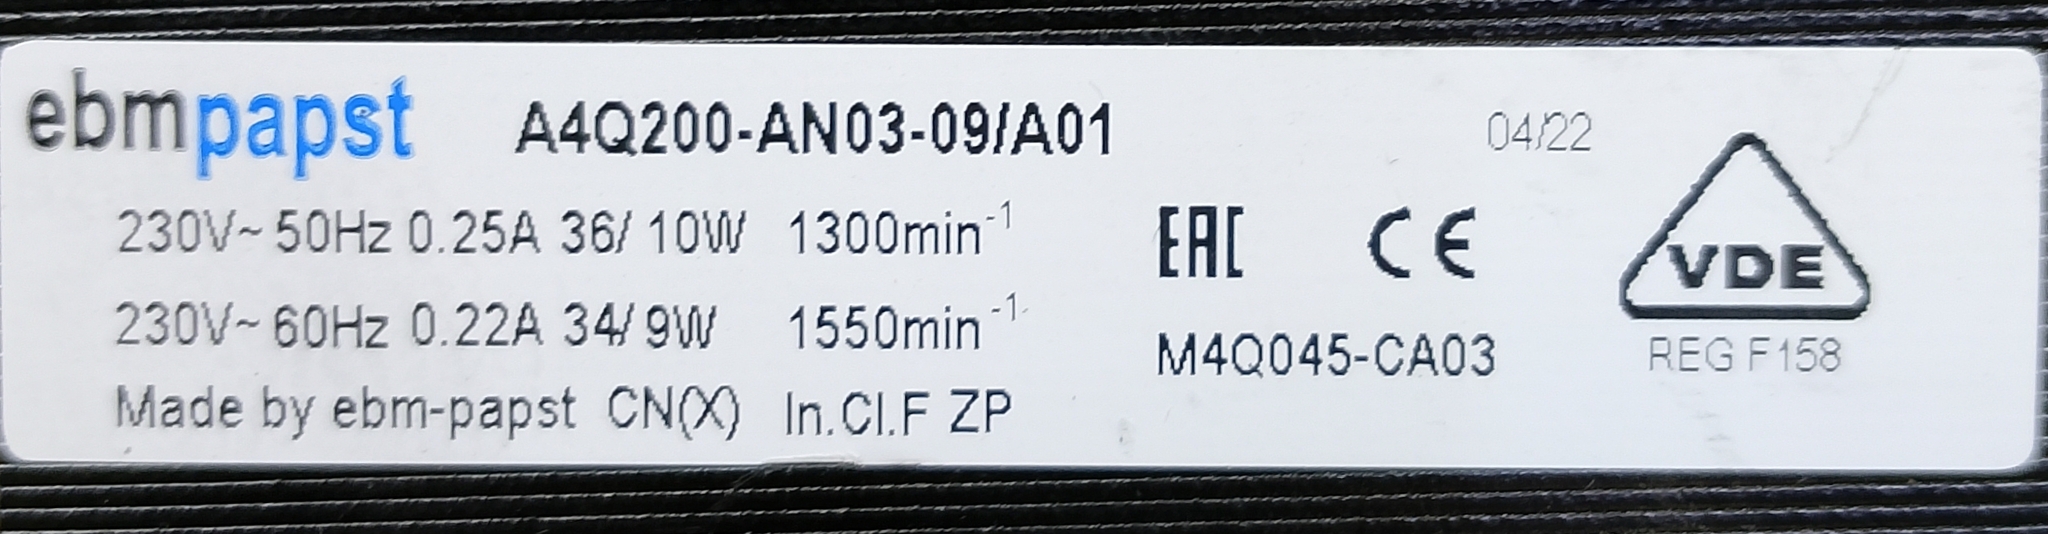 ebmpapst A4Q200-AN03-09/A01 04/22
230V~ 50Hz 0.25A 36/ 10W 1300min⁻¹
EAC CE VDE
230V~ 60Hz 0.22A 34/ 9W 1550min⁻¹
M4Q045-CA03 REG F158
Made by ebm-papst CN(X) In.Cl.F ZP